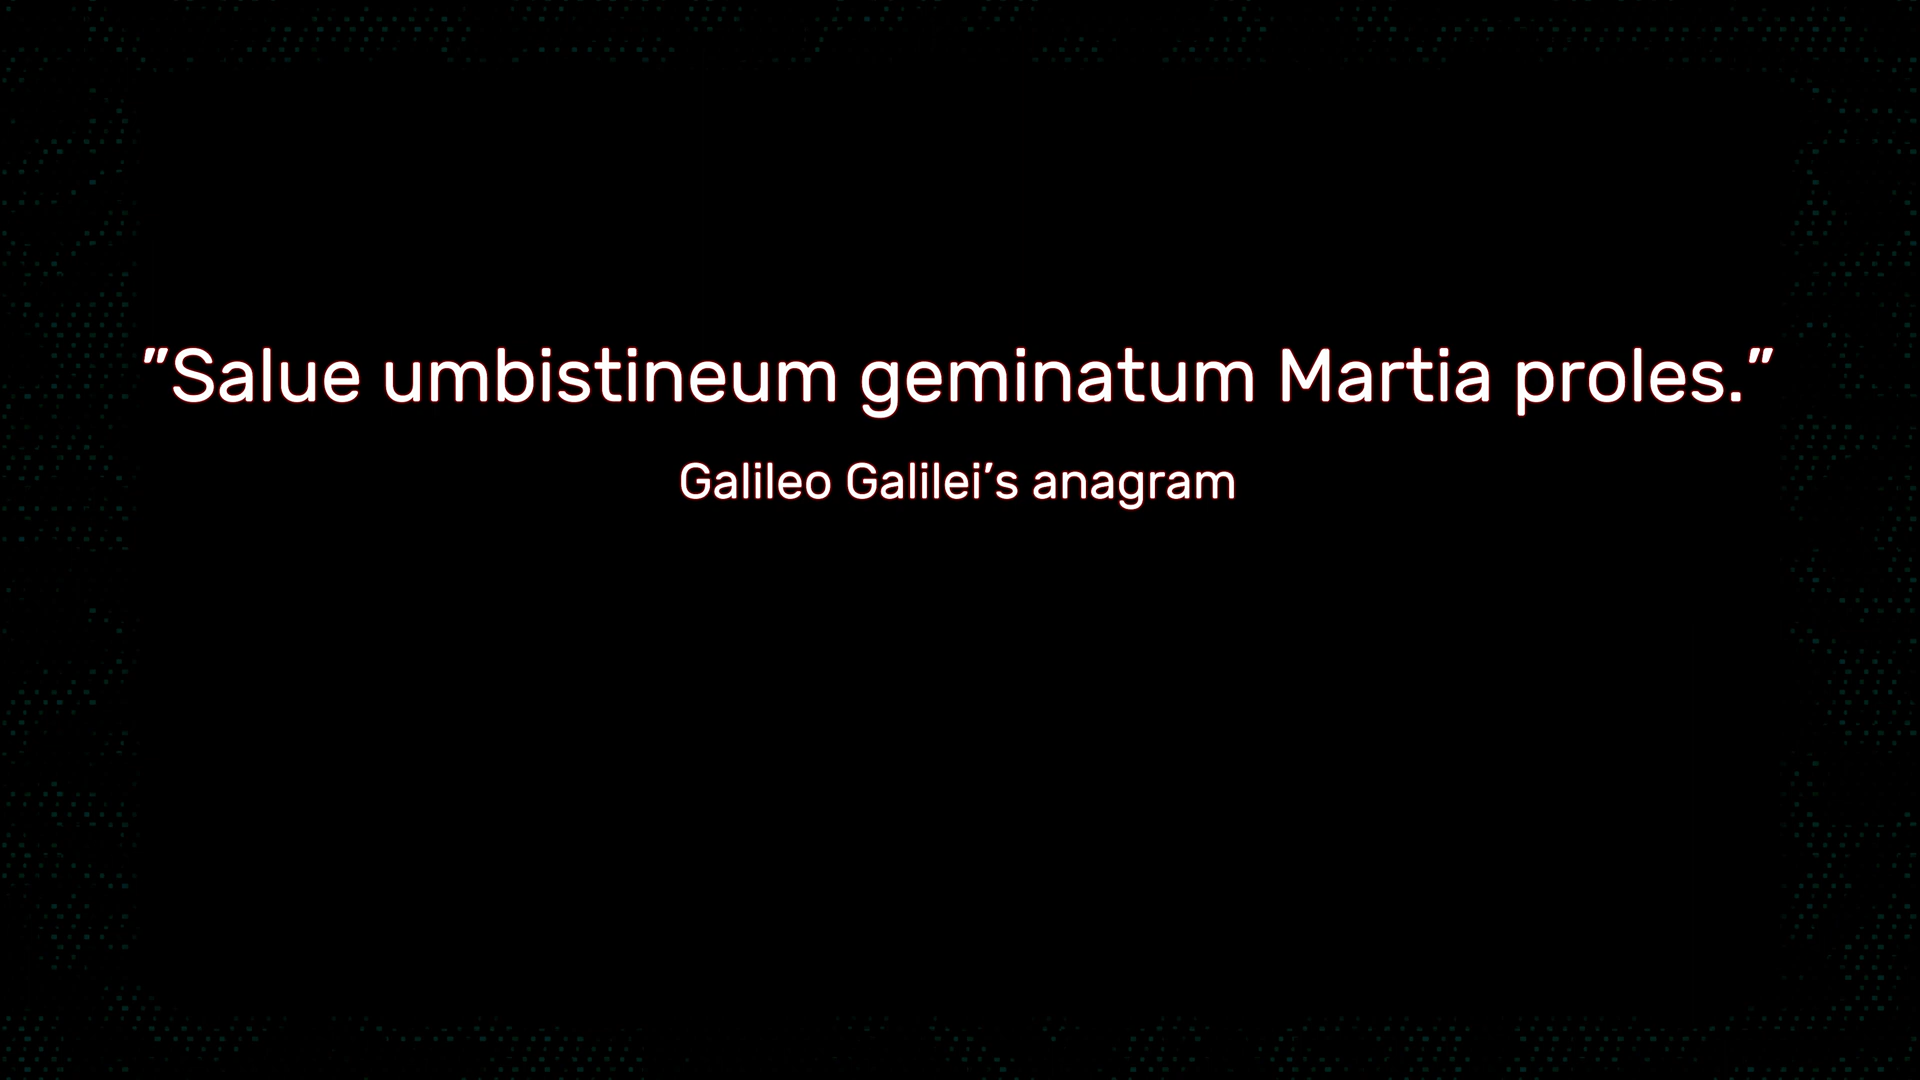 ”Salue umbistineum geminatum Martia proles.”
Galileo Galilei’s anagram